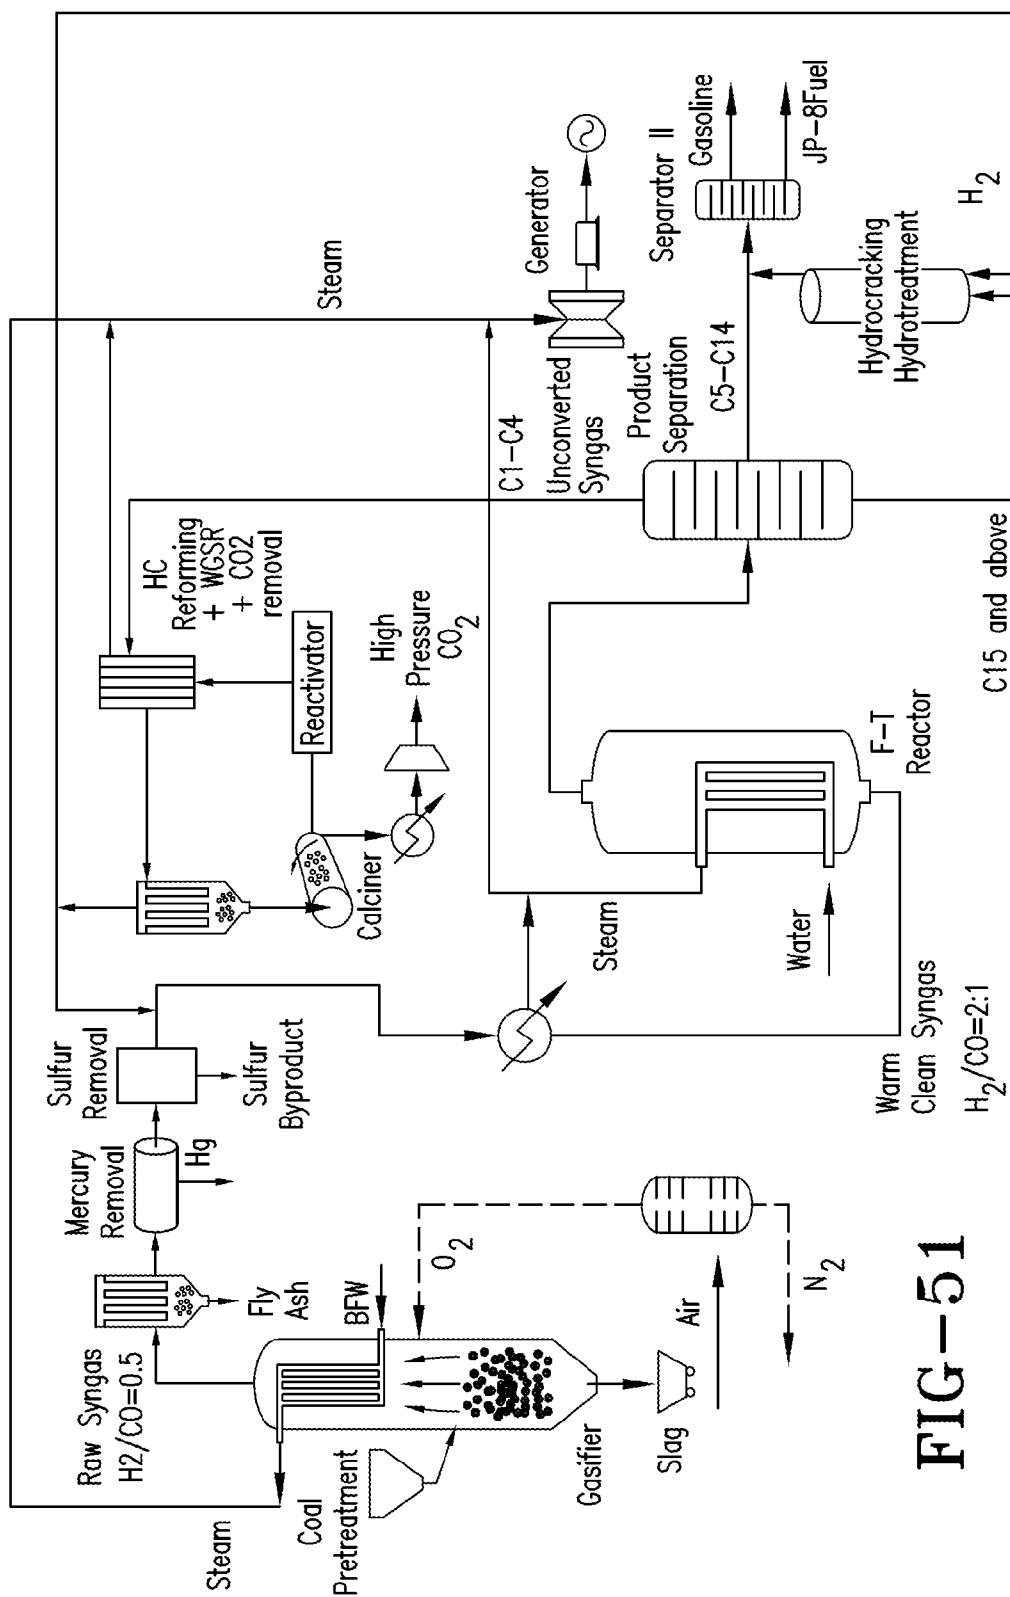 Steam
Raw Syngas
H2/CO=0.5
Coal
Pretreatment
Fly
Ash
BFW
Gasifier
Slag
Air
O2
N2
Mercury
Removal
Hg
Sulfur
Removal
Sulfur
Byproduct
Calciner
Reactivator
HC
Reforming
+ WGSR
+ CO2
removal
High
Pressure
CO2
Steam
Water
Warm
Clean Syngas
H2/CO=2:1
F-T
Reactor
Steam
C1-C4
Unconverted
Syngas
Generator
Product
Separation
C5-C14
C15 and above
Separator II
Gasoline
JP-8Fuel
Hydrocracking
Hydrotreatment
H2
FIG-51